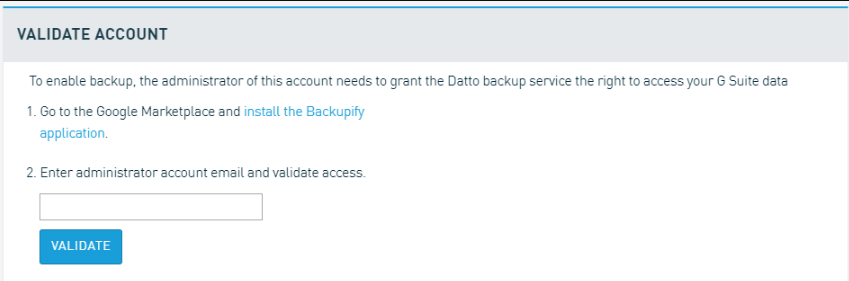 VALIDATE ACCOUNT
To enable backup, the administrator of this account needs to grant the Datto backup service the right to access your G Suite data
1. Go to the Google Marketplace and install the Backupify
application.
2. Enter administrator account email and validate access.
VALIDATE